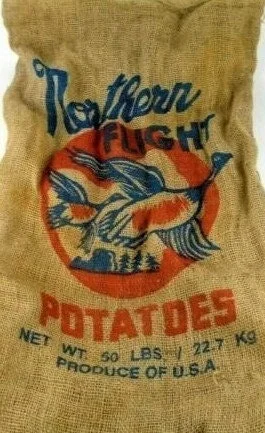 Northern
FLIGHT
POTATOES
NET WT. 50 LBS. / 22.7 Kg
PRODUCE OF U.S.A.